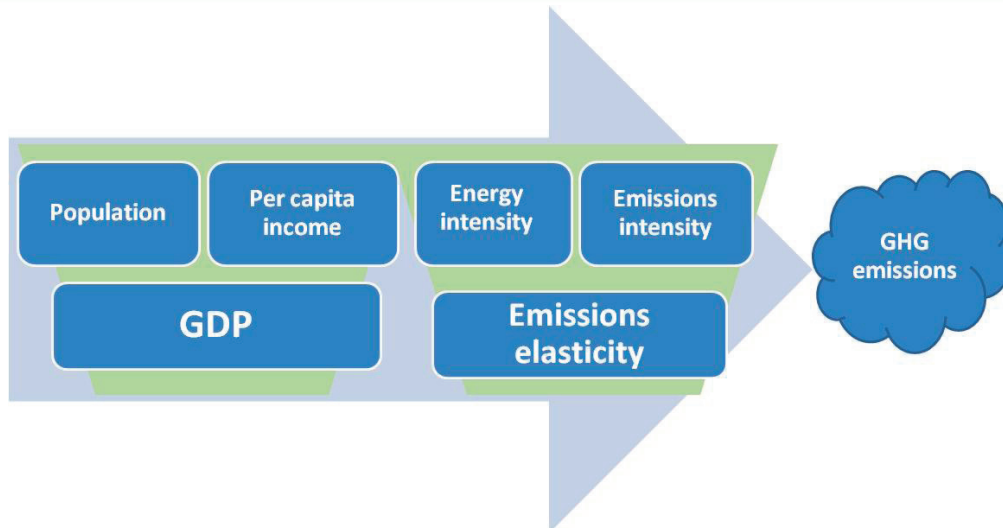 Population
Per capita
income
Energy
intensity
Emissions
intensity
GDP
Emissions
elasticity
GHG
emissions